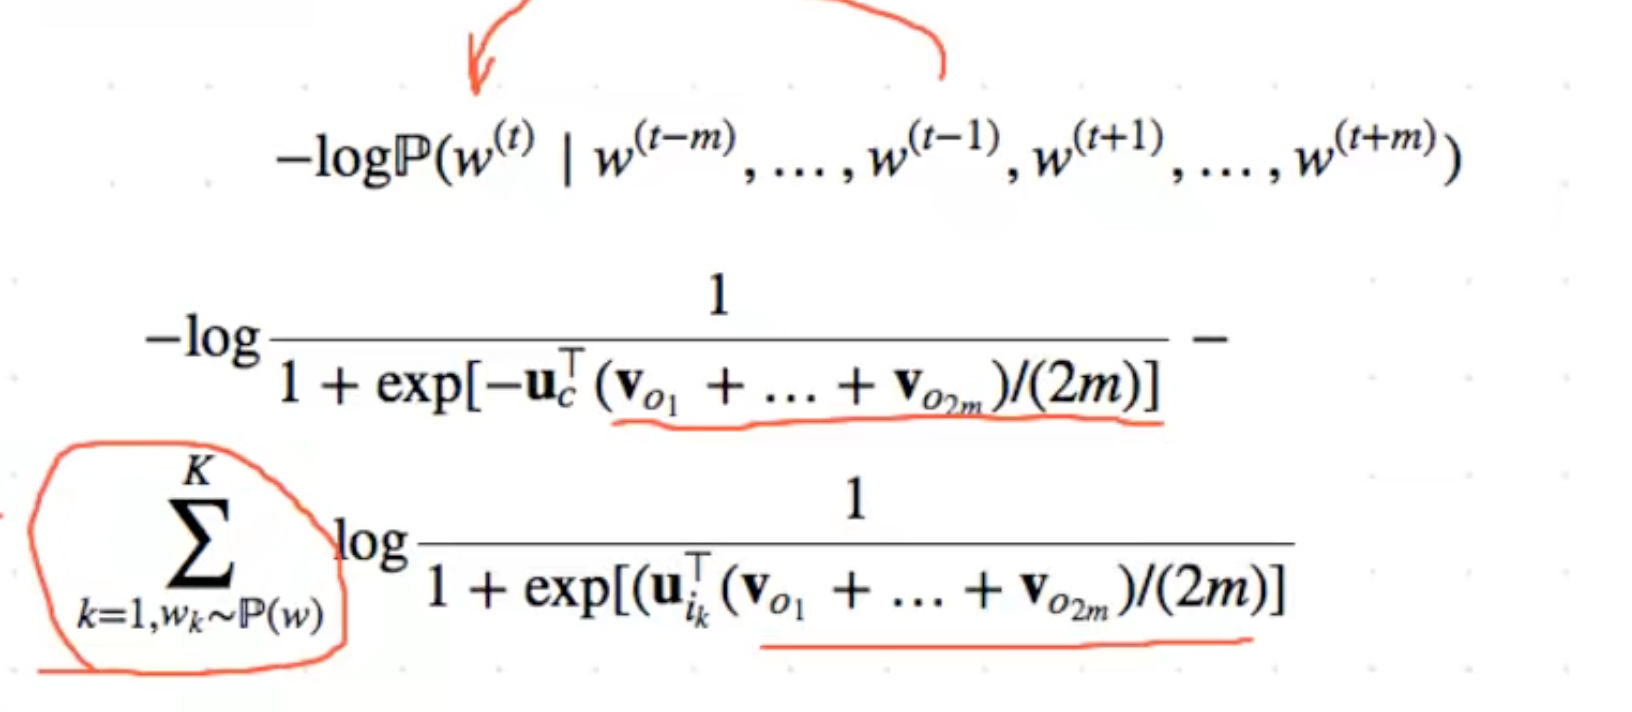 −logℙ(w^(t) | w^(t−m), …, w^(t−1), w^(t+1), …, w^(t+m))
−log 1 / (1 + exp[−u_c^⊤(v_{o_1} + … + v_{o_{2m}})/(2m)]) −
∑_{k=1,w_k∼ℙ(w)}^K log 1 / (1 + exp[(u_{i_k}^⊤(v_{o_1} + … + v_{o_{2m}})/(2m)])